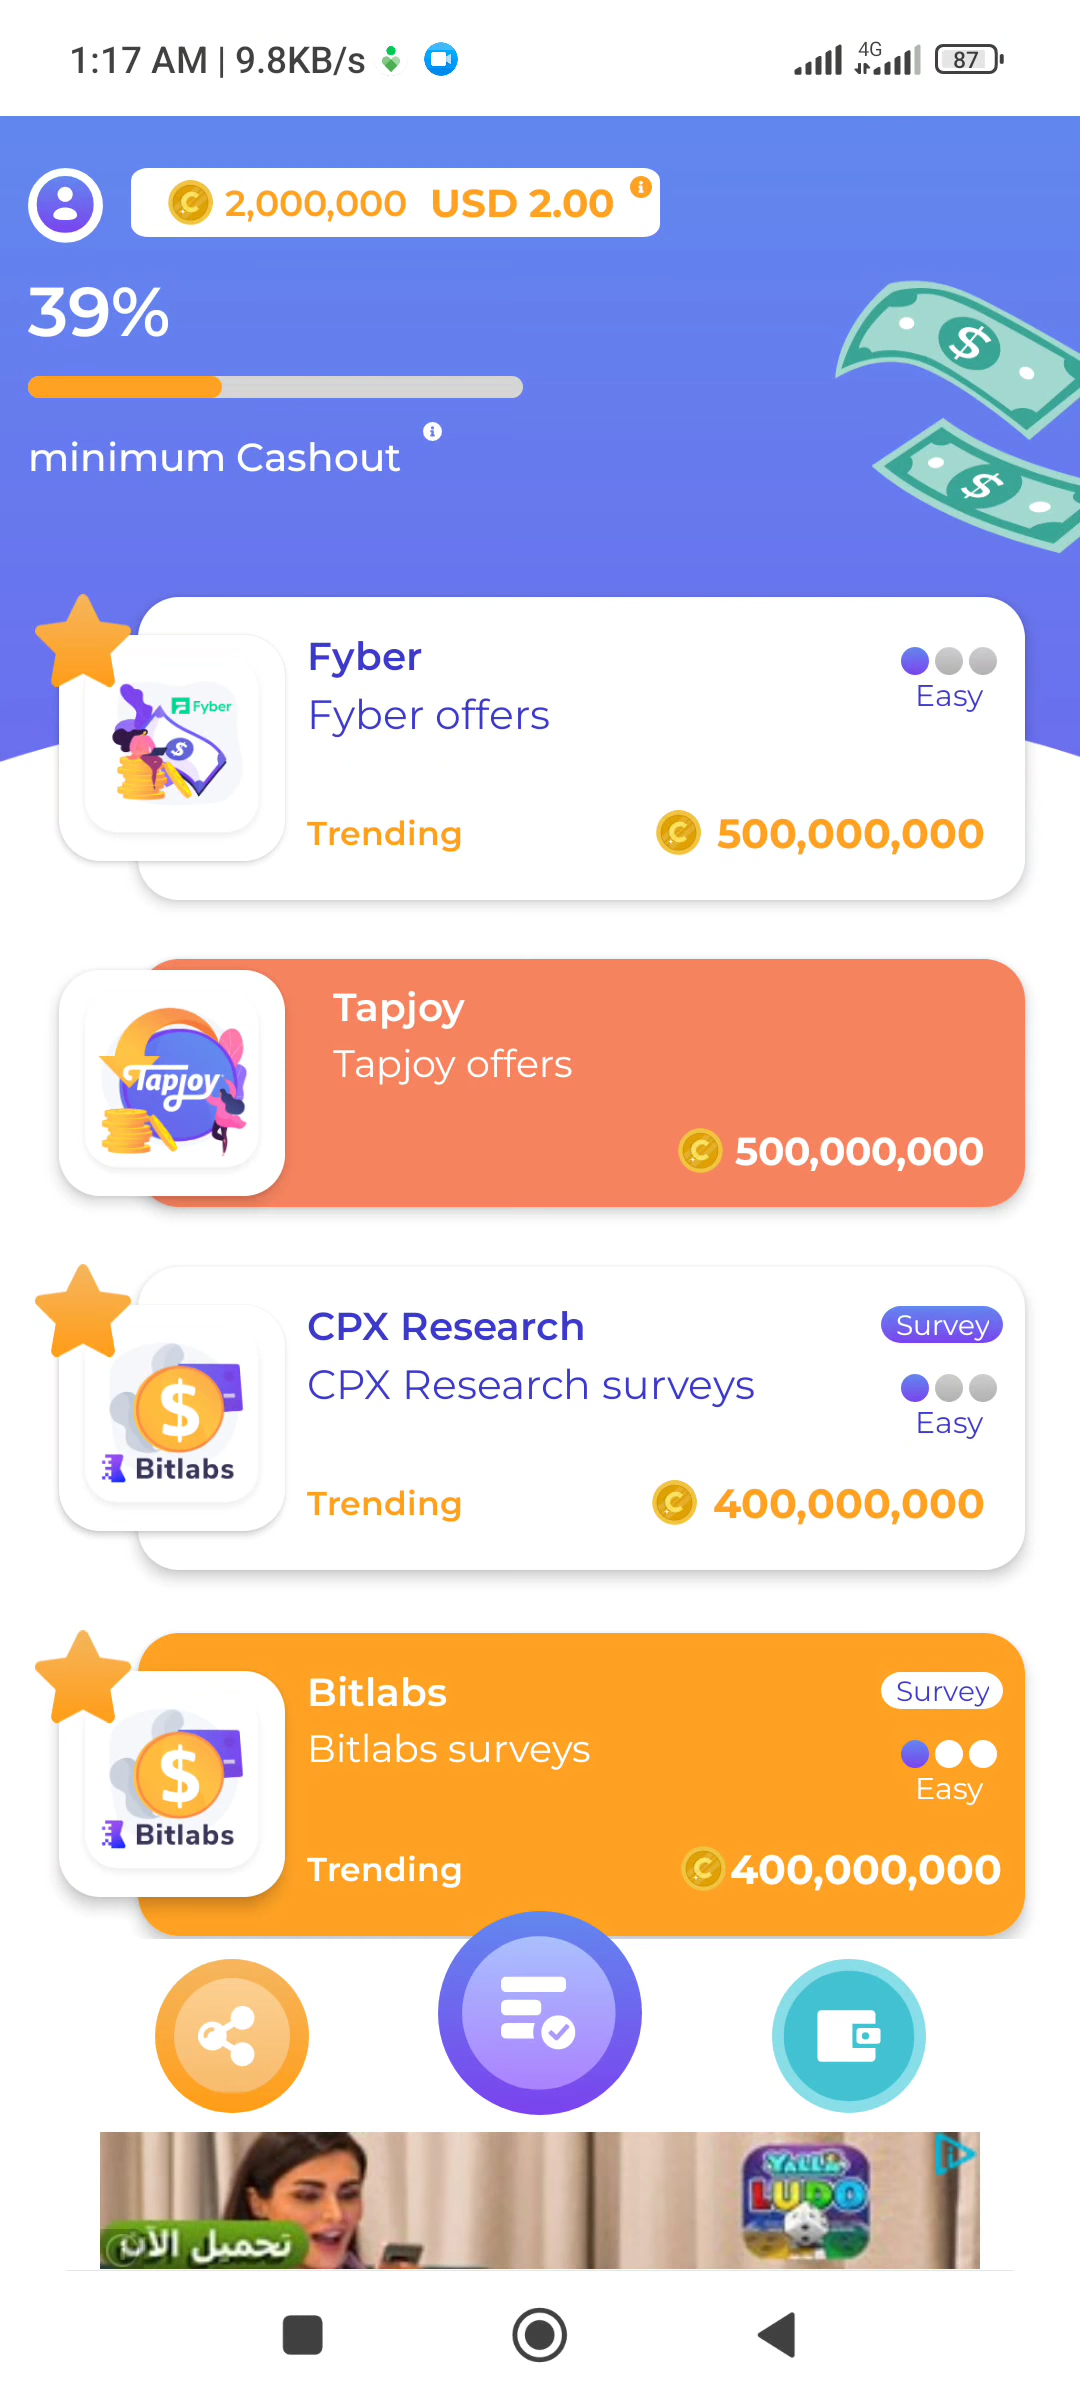 1:17 AM | 9.8KB/s
4G
87
2,000,000 USD 2.00
39%
minimum Cashout
Fyber
Fyber offers
Easy
Fyber
Trending
500,000,000
Tapjoy
Tapjoy offers
Tapjoy
500,000,000
CPX Research
Survey
CPX Research surveys
Easy
Bitlabs
Trending
400,000,000
Bitlabs
Survey
Bitlabs surveys
Easy
Bitlabs
Trending
400,000,000
YALLA
LUDO
تحميل الآن